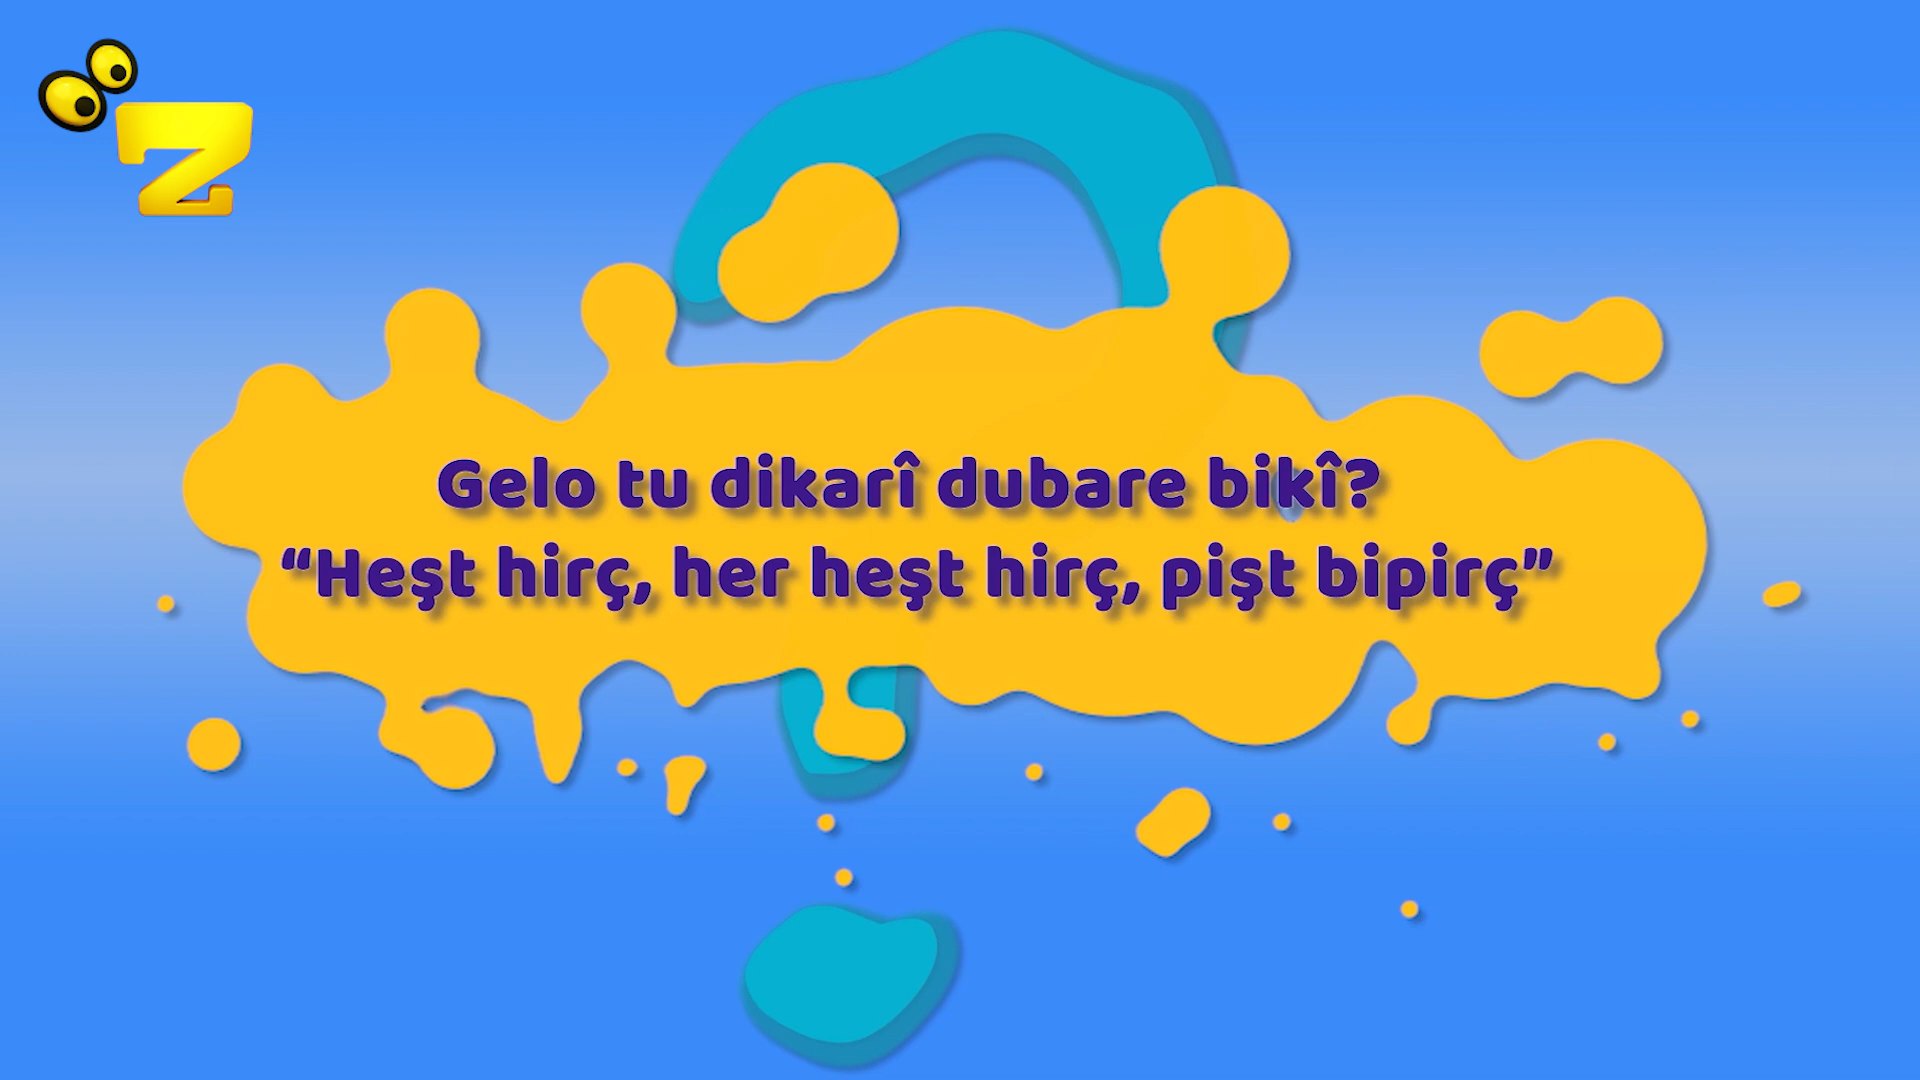 Z
Gelo tu dikarî dubare bikî?
“Heşt hirç, her heşt hirç, pişt bipirç”